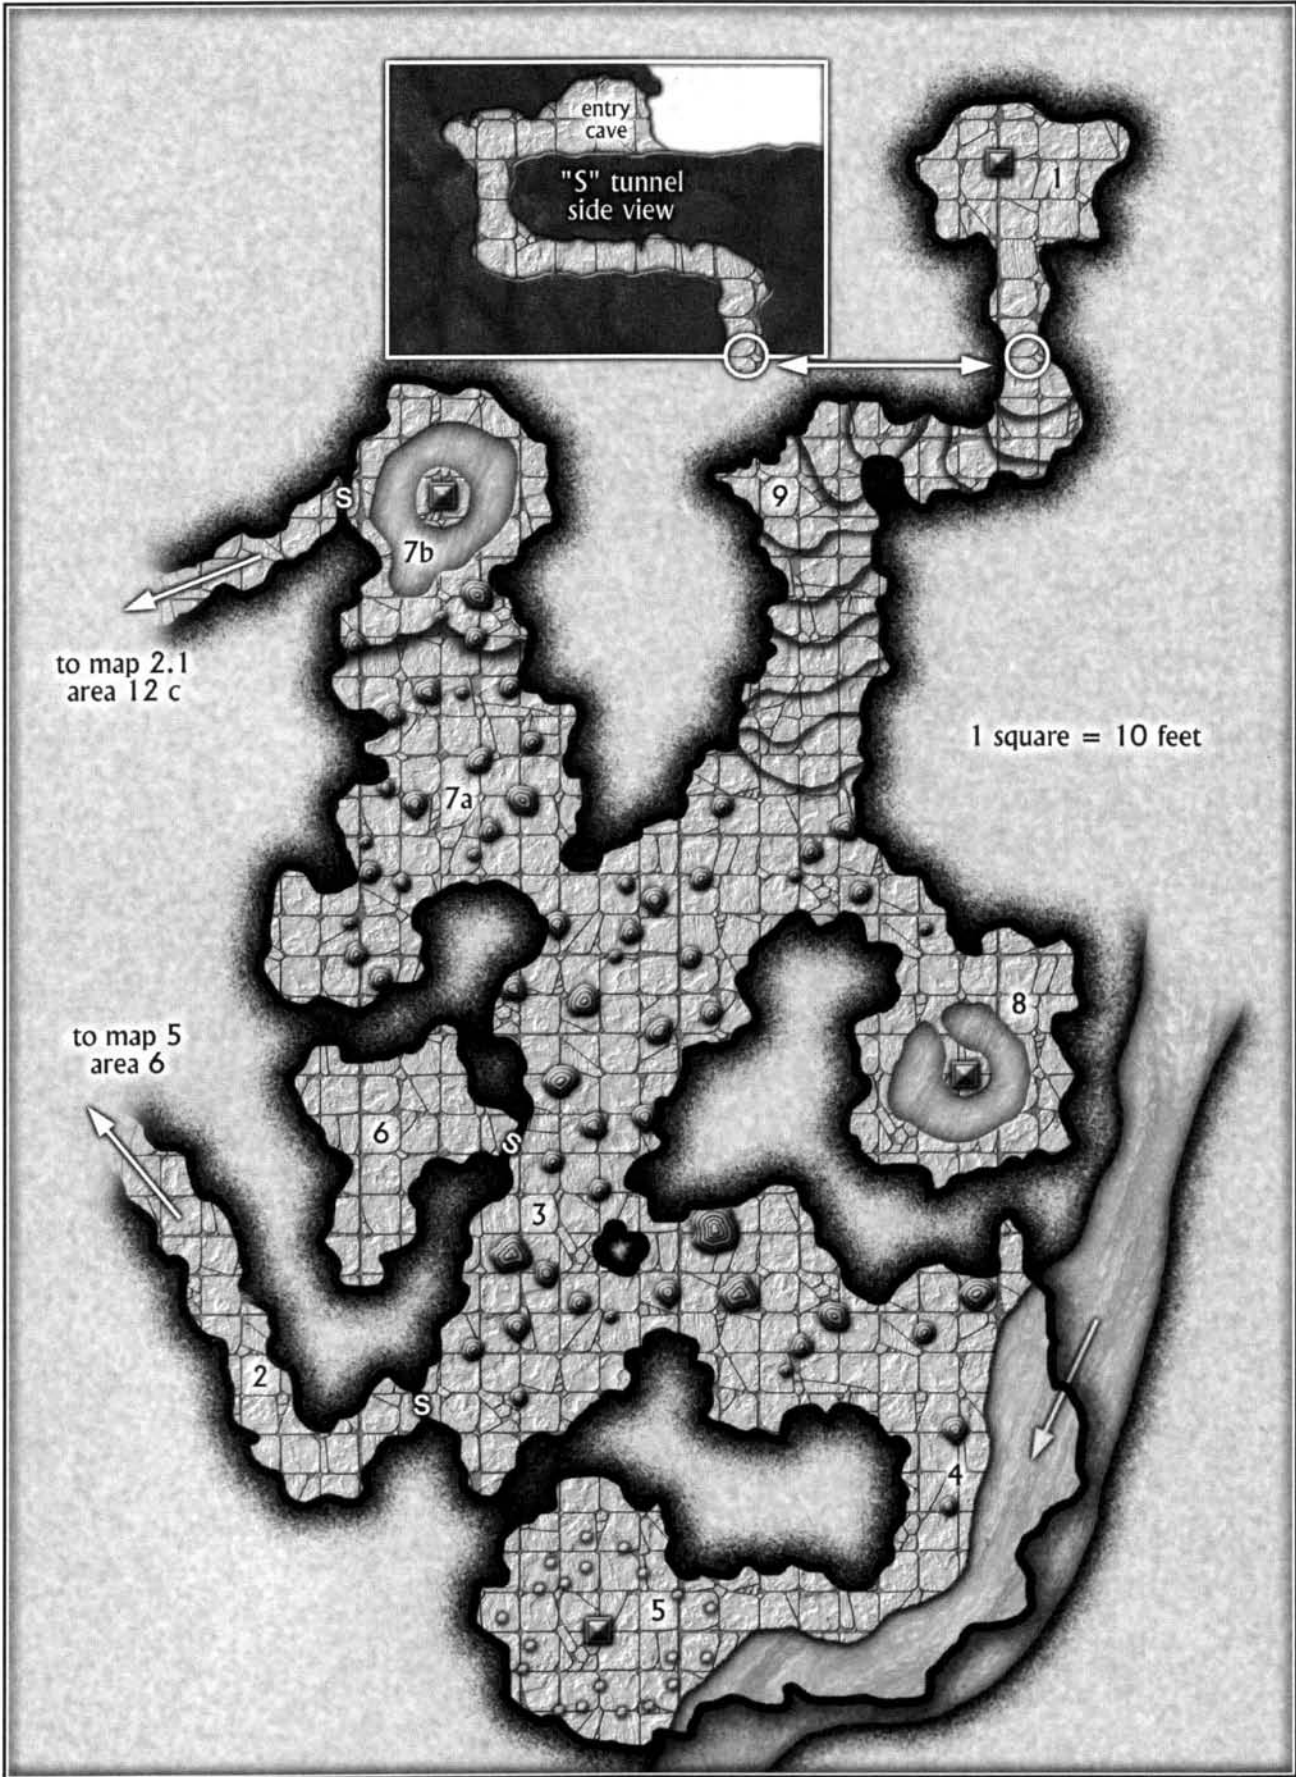 entry
cave
"S" tunnel
side view
1
9
S
7b
to map 2.1
area 12 c
1 square = 10 feet
7a
8
to map 5
area 6
6
S
3
2
S
4
5